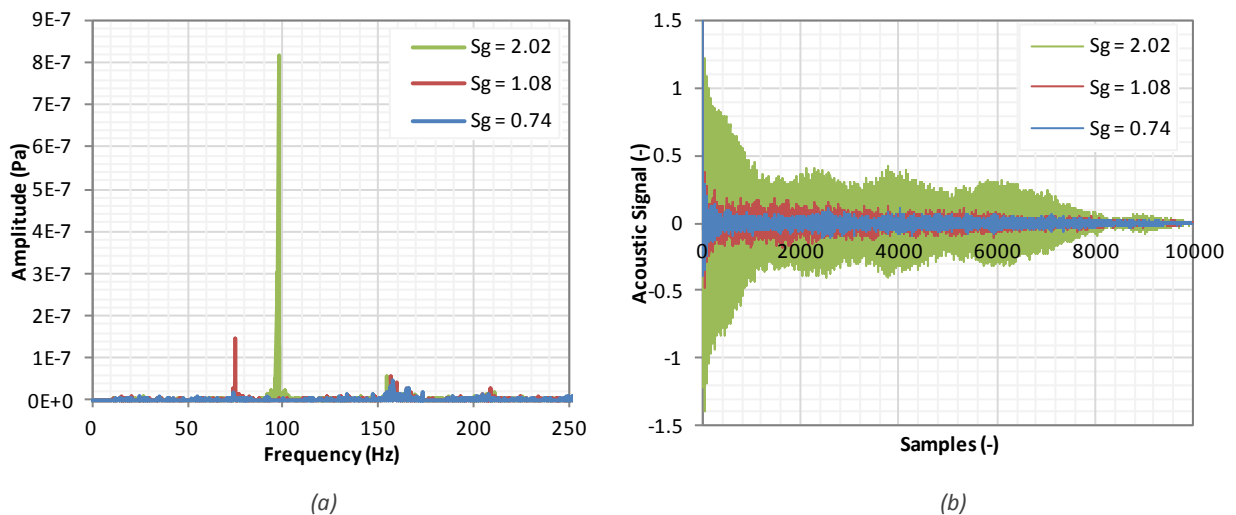 9E-7
8E-7
7E-7
6E-7
5E-7
4E-7
3E-7
2E-7
1E-7
0E+0
Amplitude (Pa)
Sg = 2.02
Sg = 1.08
Sg = 0.74
0 50 100 150 200 250
Frequency (Hz)
(a)
1.5
1
0.5
0
-0.5
-1
-1.5
Acoustic Signal (-)
Sg = 2.02
Sg = 1.08
Sg = 0.74
0 2000 4000 6000 8000 10000
Samples (-)
(b)